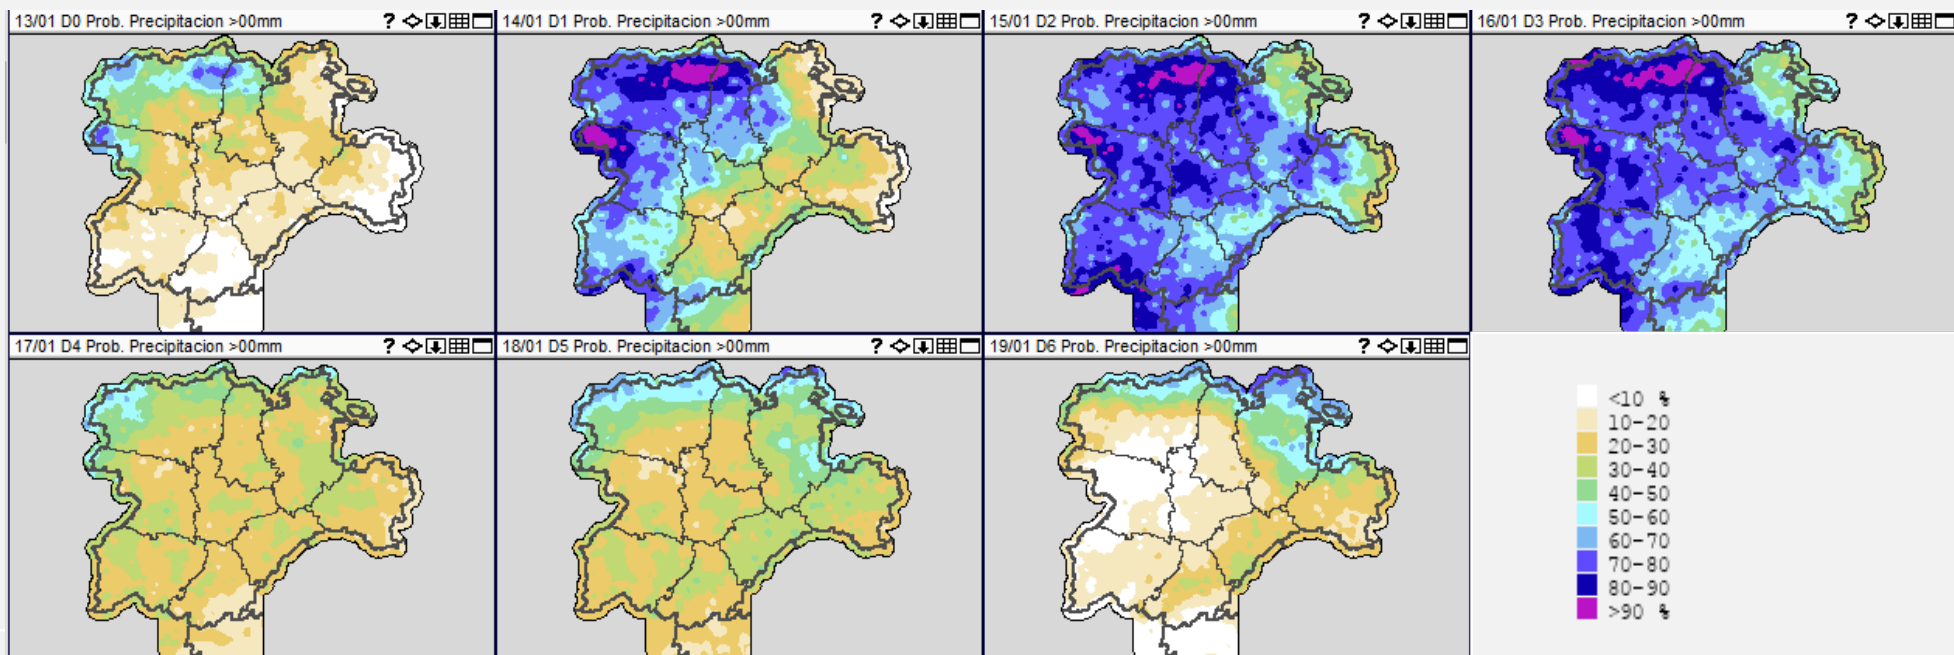 13/01 D0 Prob. Precipitacion >00mm ?
14/01 D1 Prob. Precipitacion >00mm ?
15/01 D2 Prob. Precipitacion >00mm ?
16/01 D3 Prob. Precipitacion >00mm ?
17/01 D4 Prob. Precipitacion >00mm ?
18/01 D5 Prob. Precipitacion >00mm ?
19/01 D6 Prob. Precipitacion >00mm ?
<10 %
10-20
20-30
30-40
40-50
50-60
60-70
70-80
80-90
>90 %